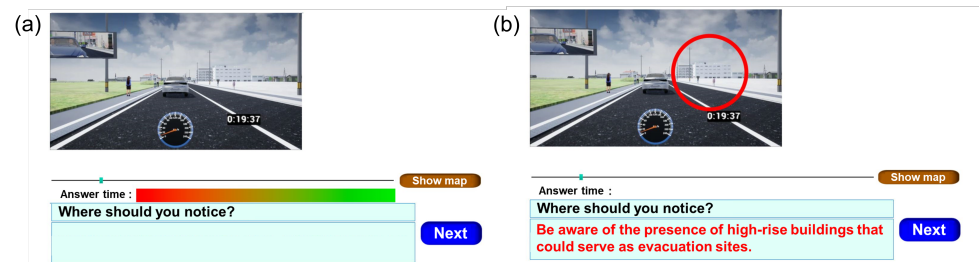 (a)
0:19:37
Show map
Answer time :
Where should you notice?
Next
(b)
0:19:37
Show map
Answer time :
Where should you notice?
Be aware of the presence of high-rise buildings that
could serve as evacuation sites.
Next